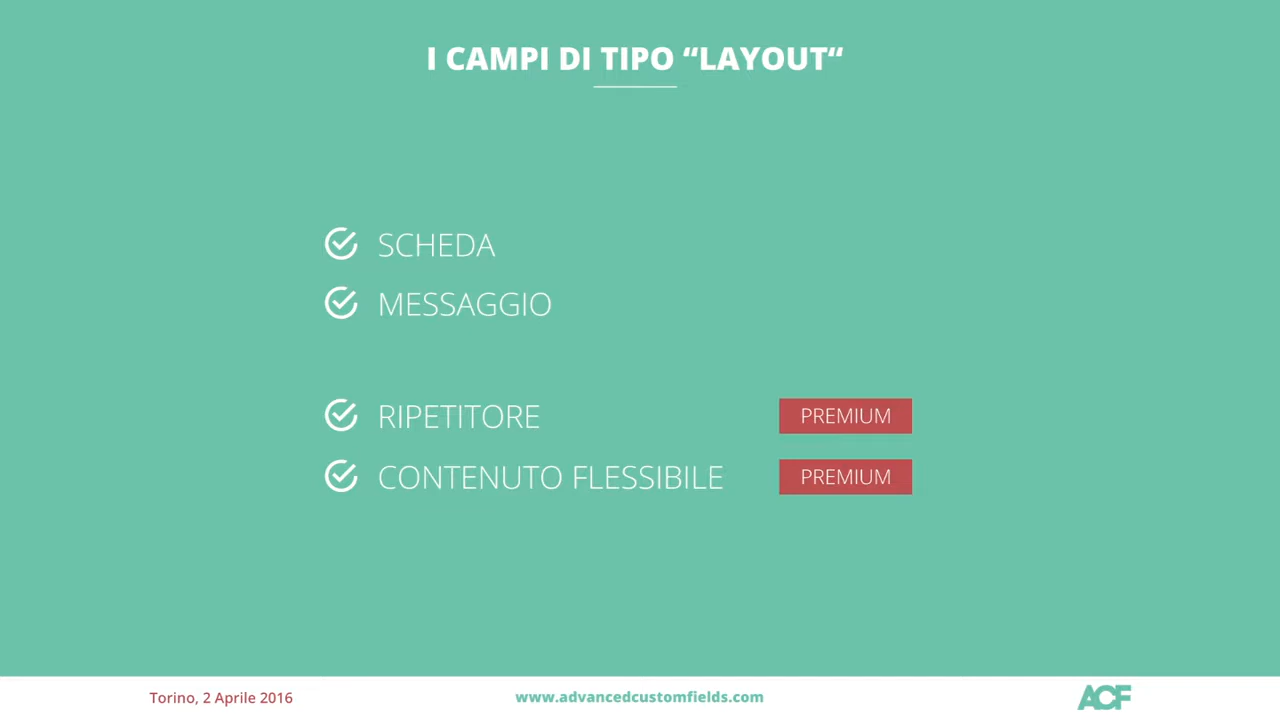 I CAMPI DI TIPO “LAYOUT“
SCHEDA
MESSAGGIO
RIPETITORE PREMIUM
CONTENUTO FLESSIBILE PREMIUM
Torino, 2 Aprile 2016 www.advancedcustomfields.com ACF